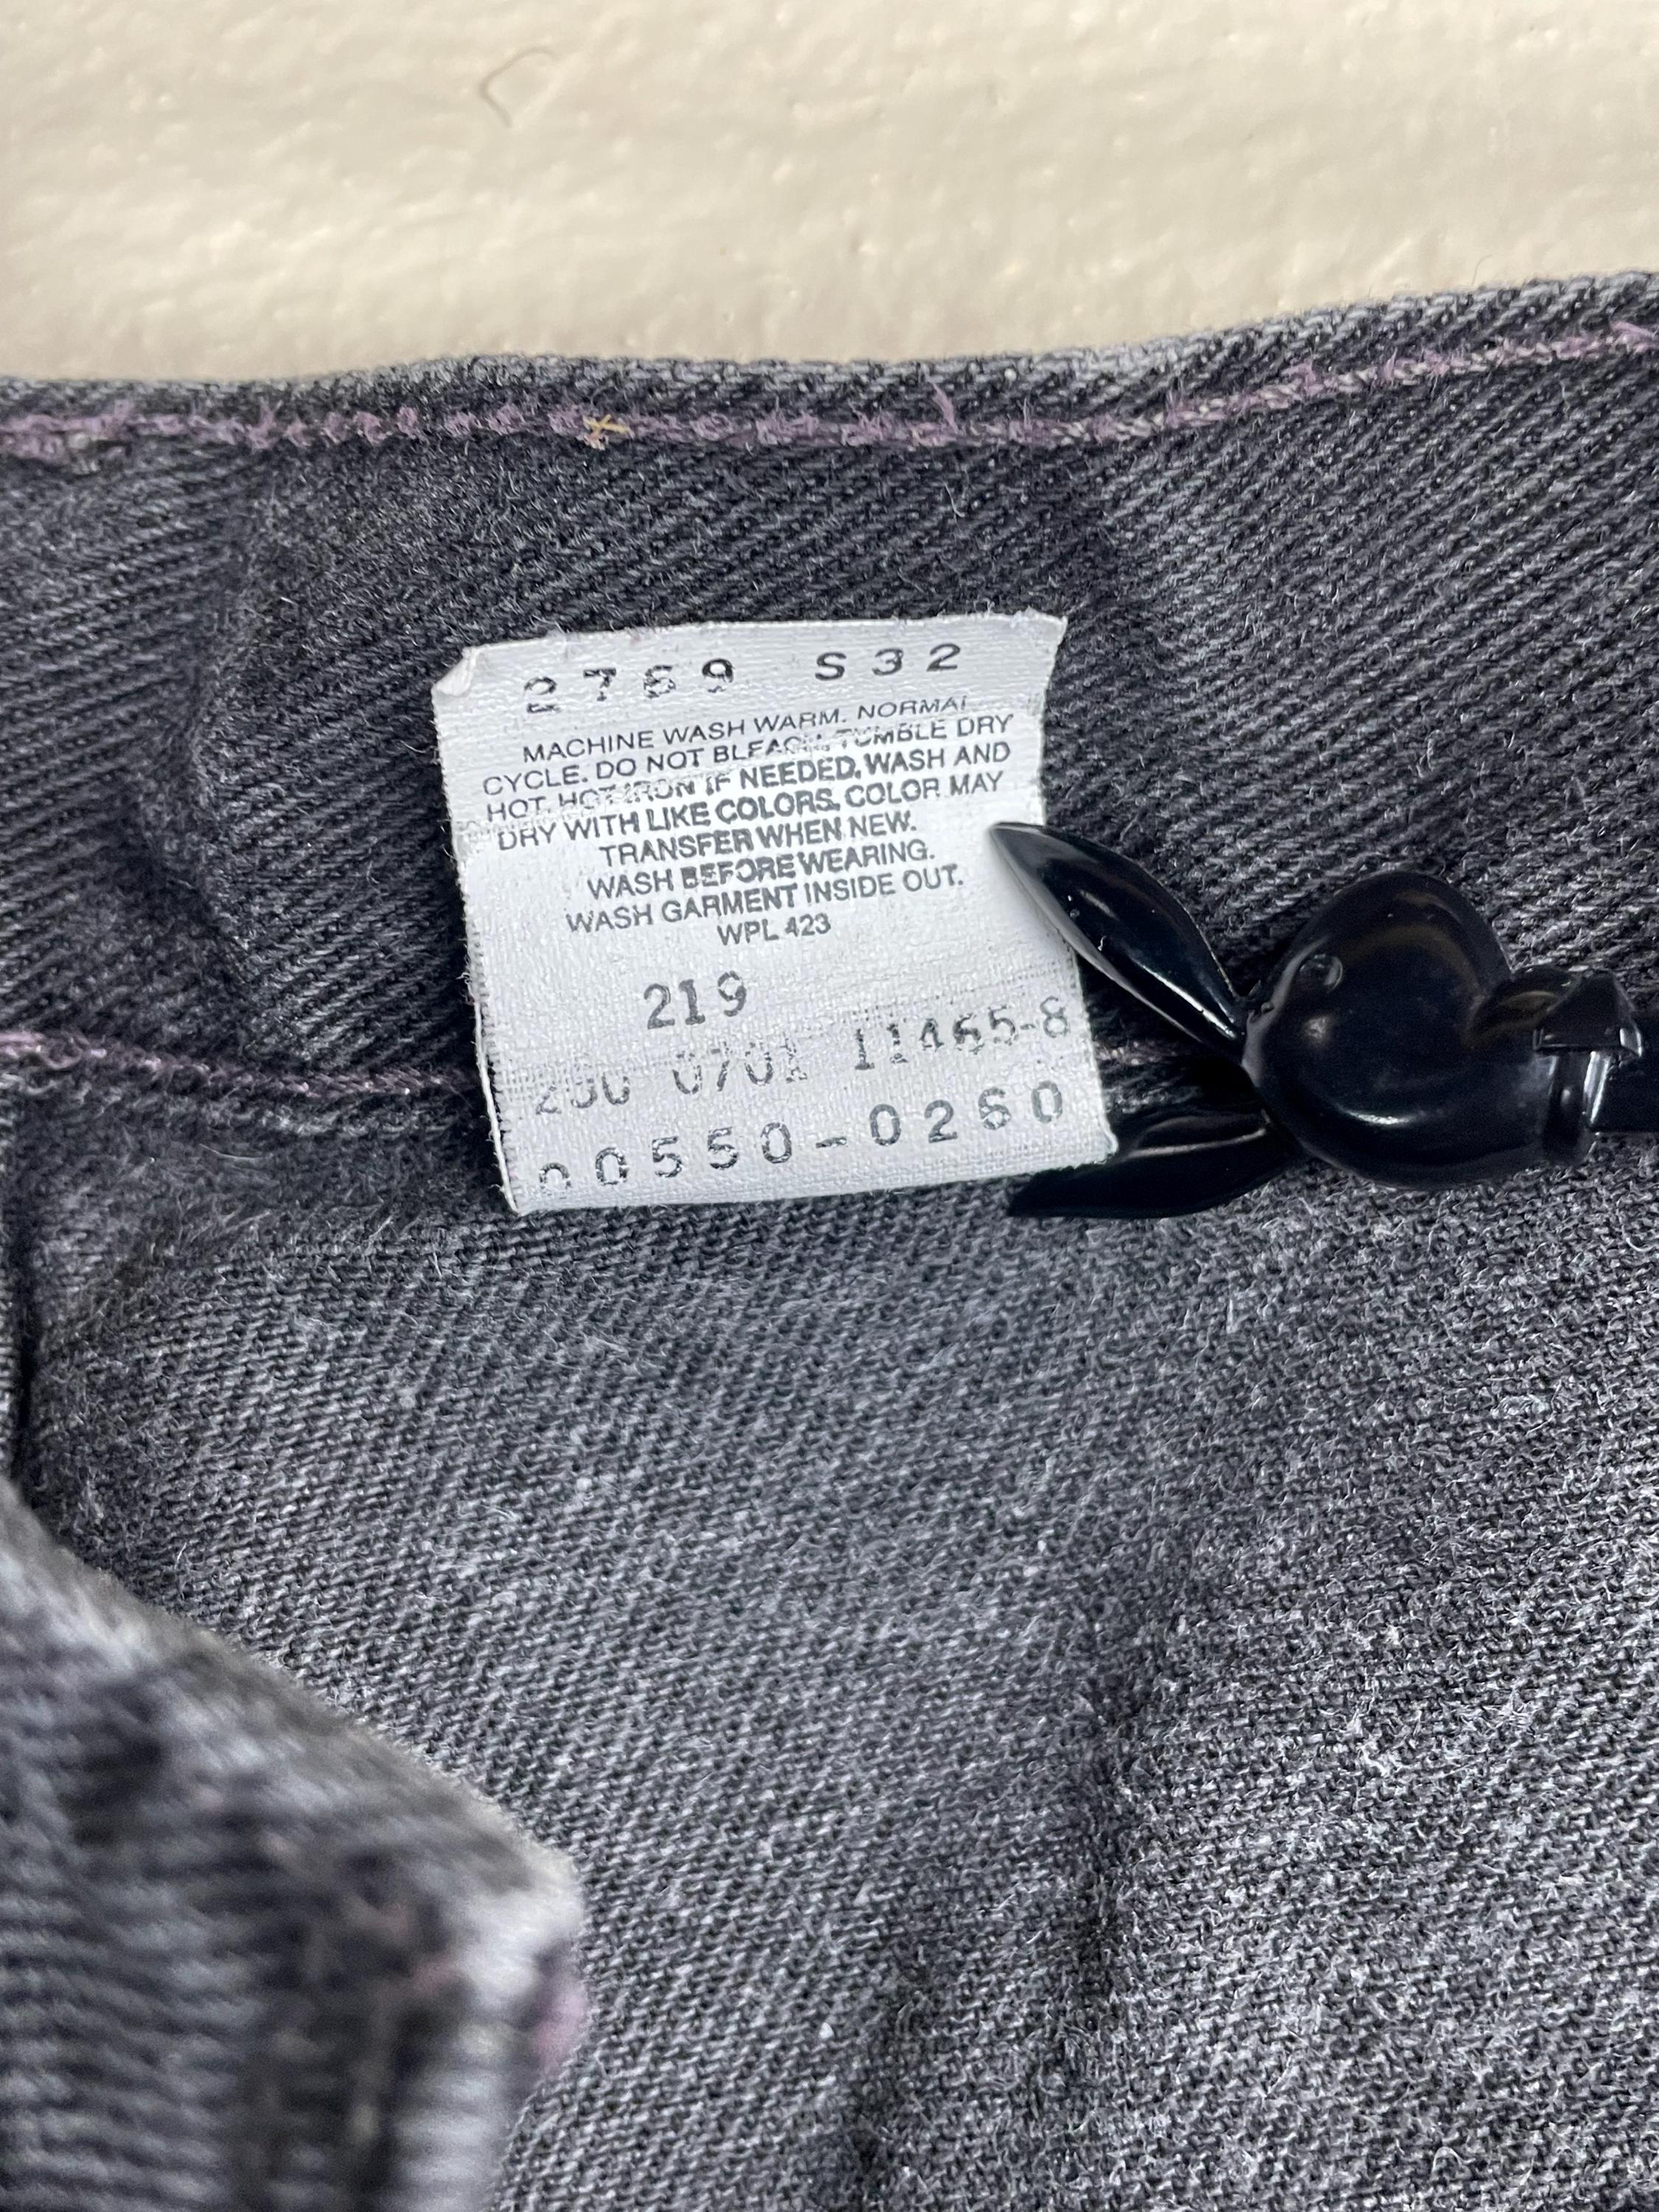 2769 S32
MACHINE WASH WARM. NORMAL
CYCLE. DO NOT BLEACH. TUMBLE DRY
HOT. HOT IRON IF NEEDED. WASH AND
DRY WITH LIKE COLORS. COLOR MAY
TRANSFER WHEN NEW.
WASH BEFORE WEARING.
WASH GARMENT INSIDE OUT.
WPL 423
219
0701 11465-8
00550-0260